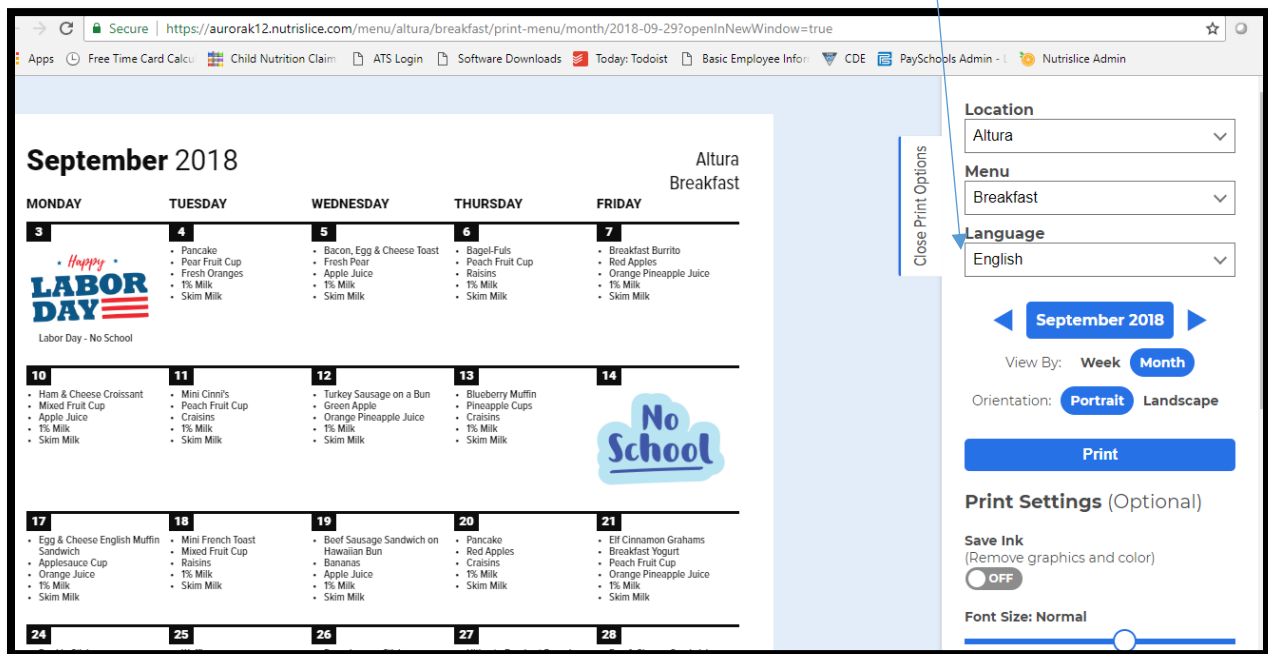 Secure | https://aurorak12.nutrislice.com/menu/altura/breakfast/print-menu/month/2018-09-29?openInNewWindow=true
Apps Free Time Card Calcu Child Nutrition Claim ATS Login Software Downloads Today: Todoist Basic Employee Infor CDE PaySchools Admin - Nutrislice Admin
September 2018
Altura
Breakfast
MONDAY TUESDAY WEDNESDAY THURSDAY FRIDAY
3
Happy
LABOR
DAY
Labor Day - No School
4
• Pancake
• Pear Fruit Cup
• Fresh Oranges
• 1% Milk
• Skim Milk
5
• Bacon, Egg & Cheese Toast
• Fresh Pear
• Apple Juice
• 1% Milk
• Skim Milk
6
• Bagel-Fuls
• Peach Fruit Cup
• Raisins
• 1% Milk
• Skim Milk
7
• Breakfast Burrito
• Red Apples
• Orange Pineapple Juice
• 1% Milk
• Skim Milk
10
• Ham & Cheese Croissant
• Mixed Fruit Cup
• Apple Juice
• 1% Milk
• Skim Milk
11
• Mini Cinni's
• Peach Fruit Cup
• Craisins
• 1% Milk
• Skim Milk
12
• Turkey Sausage on a Bun
• Green Apple
• Orange Pineapple Juice
• 1% Milk
• Skim Milk
13
• Blueberry Muffin
• Pineapple Cups
• Craisins
• 1% Milk
• Skim Milk
14
No
School
17
• Egg & Cheese English Muffin
Sandwich
• Applesauce Cup
• Orange Juice
• 1% Milk
• Skim Milk
18
• Mini French Toast
• Mixed Fruit Cup
• Raisins
• 1% Milk
• Skim Milk
19
• Beef Sausage Sandwich on
Hawaiian Bun
• Bananas
• Apple Juice
• 1% Milk
• Skim Milk
20
• Pancake
• Red Apples
• Craisins
• 1% Milk
• Skim Milk
21
• Elf Cinnamon Grahams
• Breakfast Yogurt
• Peach Fruit Cup
• Orange Pineapple Juice
• 1% Milk
• Skim Milk
24
25
26
27
28
Close Print Options
Location
Altura
Menu
Breakfast
Language
English
September 2018
View By: Week Month
Orientation: Portrait Landscape
Print
Print Settings (Optional)
Save Ink
(Remove graphics and color)
OFF
Font Size: Normal